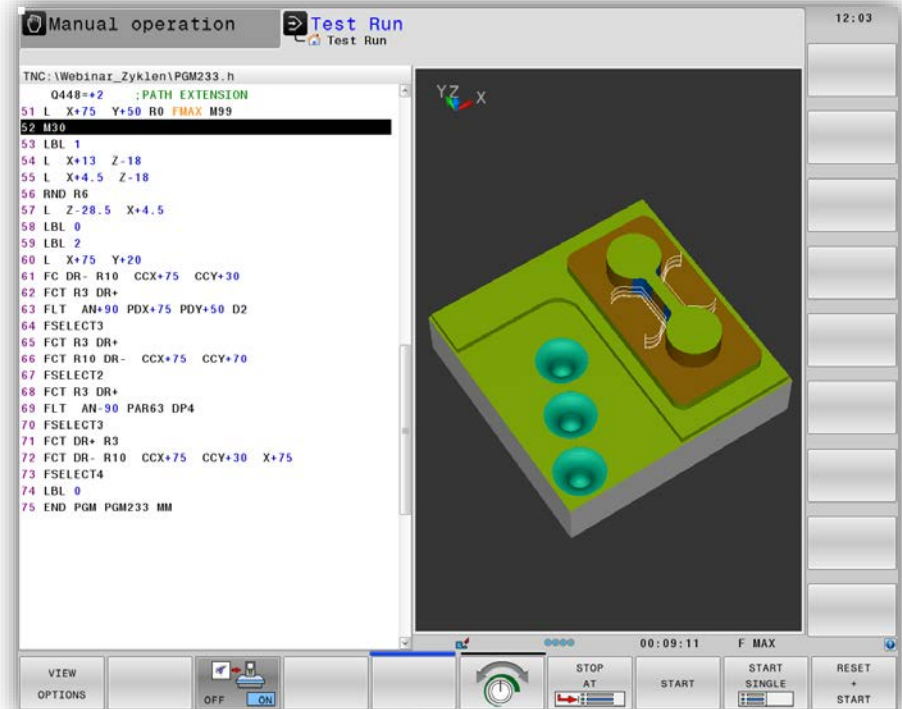 Manual operation
Test Run
Test Run
12:03
TNC:\Webinar_Zyklen\PGM233.h
Q448=+2 ;PATH EXTENSION
51 L X+75 Y+50 R0 FMAX M99
52 M30
53 LBL 1
54 L X+13 Z-18
55 L X+4.5 Z-18
56 RND R6
57 L Z-28.5 X+4.5
58 LBL 0
59 LBL 2
60 L X+75 Y+20
61 FC DR- R10 CCX+75 CCY+30
62 FCT R3 DR+
63 FLT AN+90 PDX+75 PDY+50 D2
64 FSELECT3
65 FCT R3 DR+
66 FCT R10 DR- CCX+75 CCY+70
67 FSELECT2
68 FCT R3 DR+
69 FLT AN-90 PAR63 DP4
70 FSELECT3
71 FCT DR+ R3
72 FCT DR- R10 CCX+75 CCY+30 X+75
73 FSELECT4
74 LBL 0
75 END PGM PGM233 MM
YZ X
00:09:11 F MAX
VIEW
OPTIONS
OFF ON
STOP
AT
START
START
SINGLE
RESET
+
START